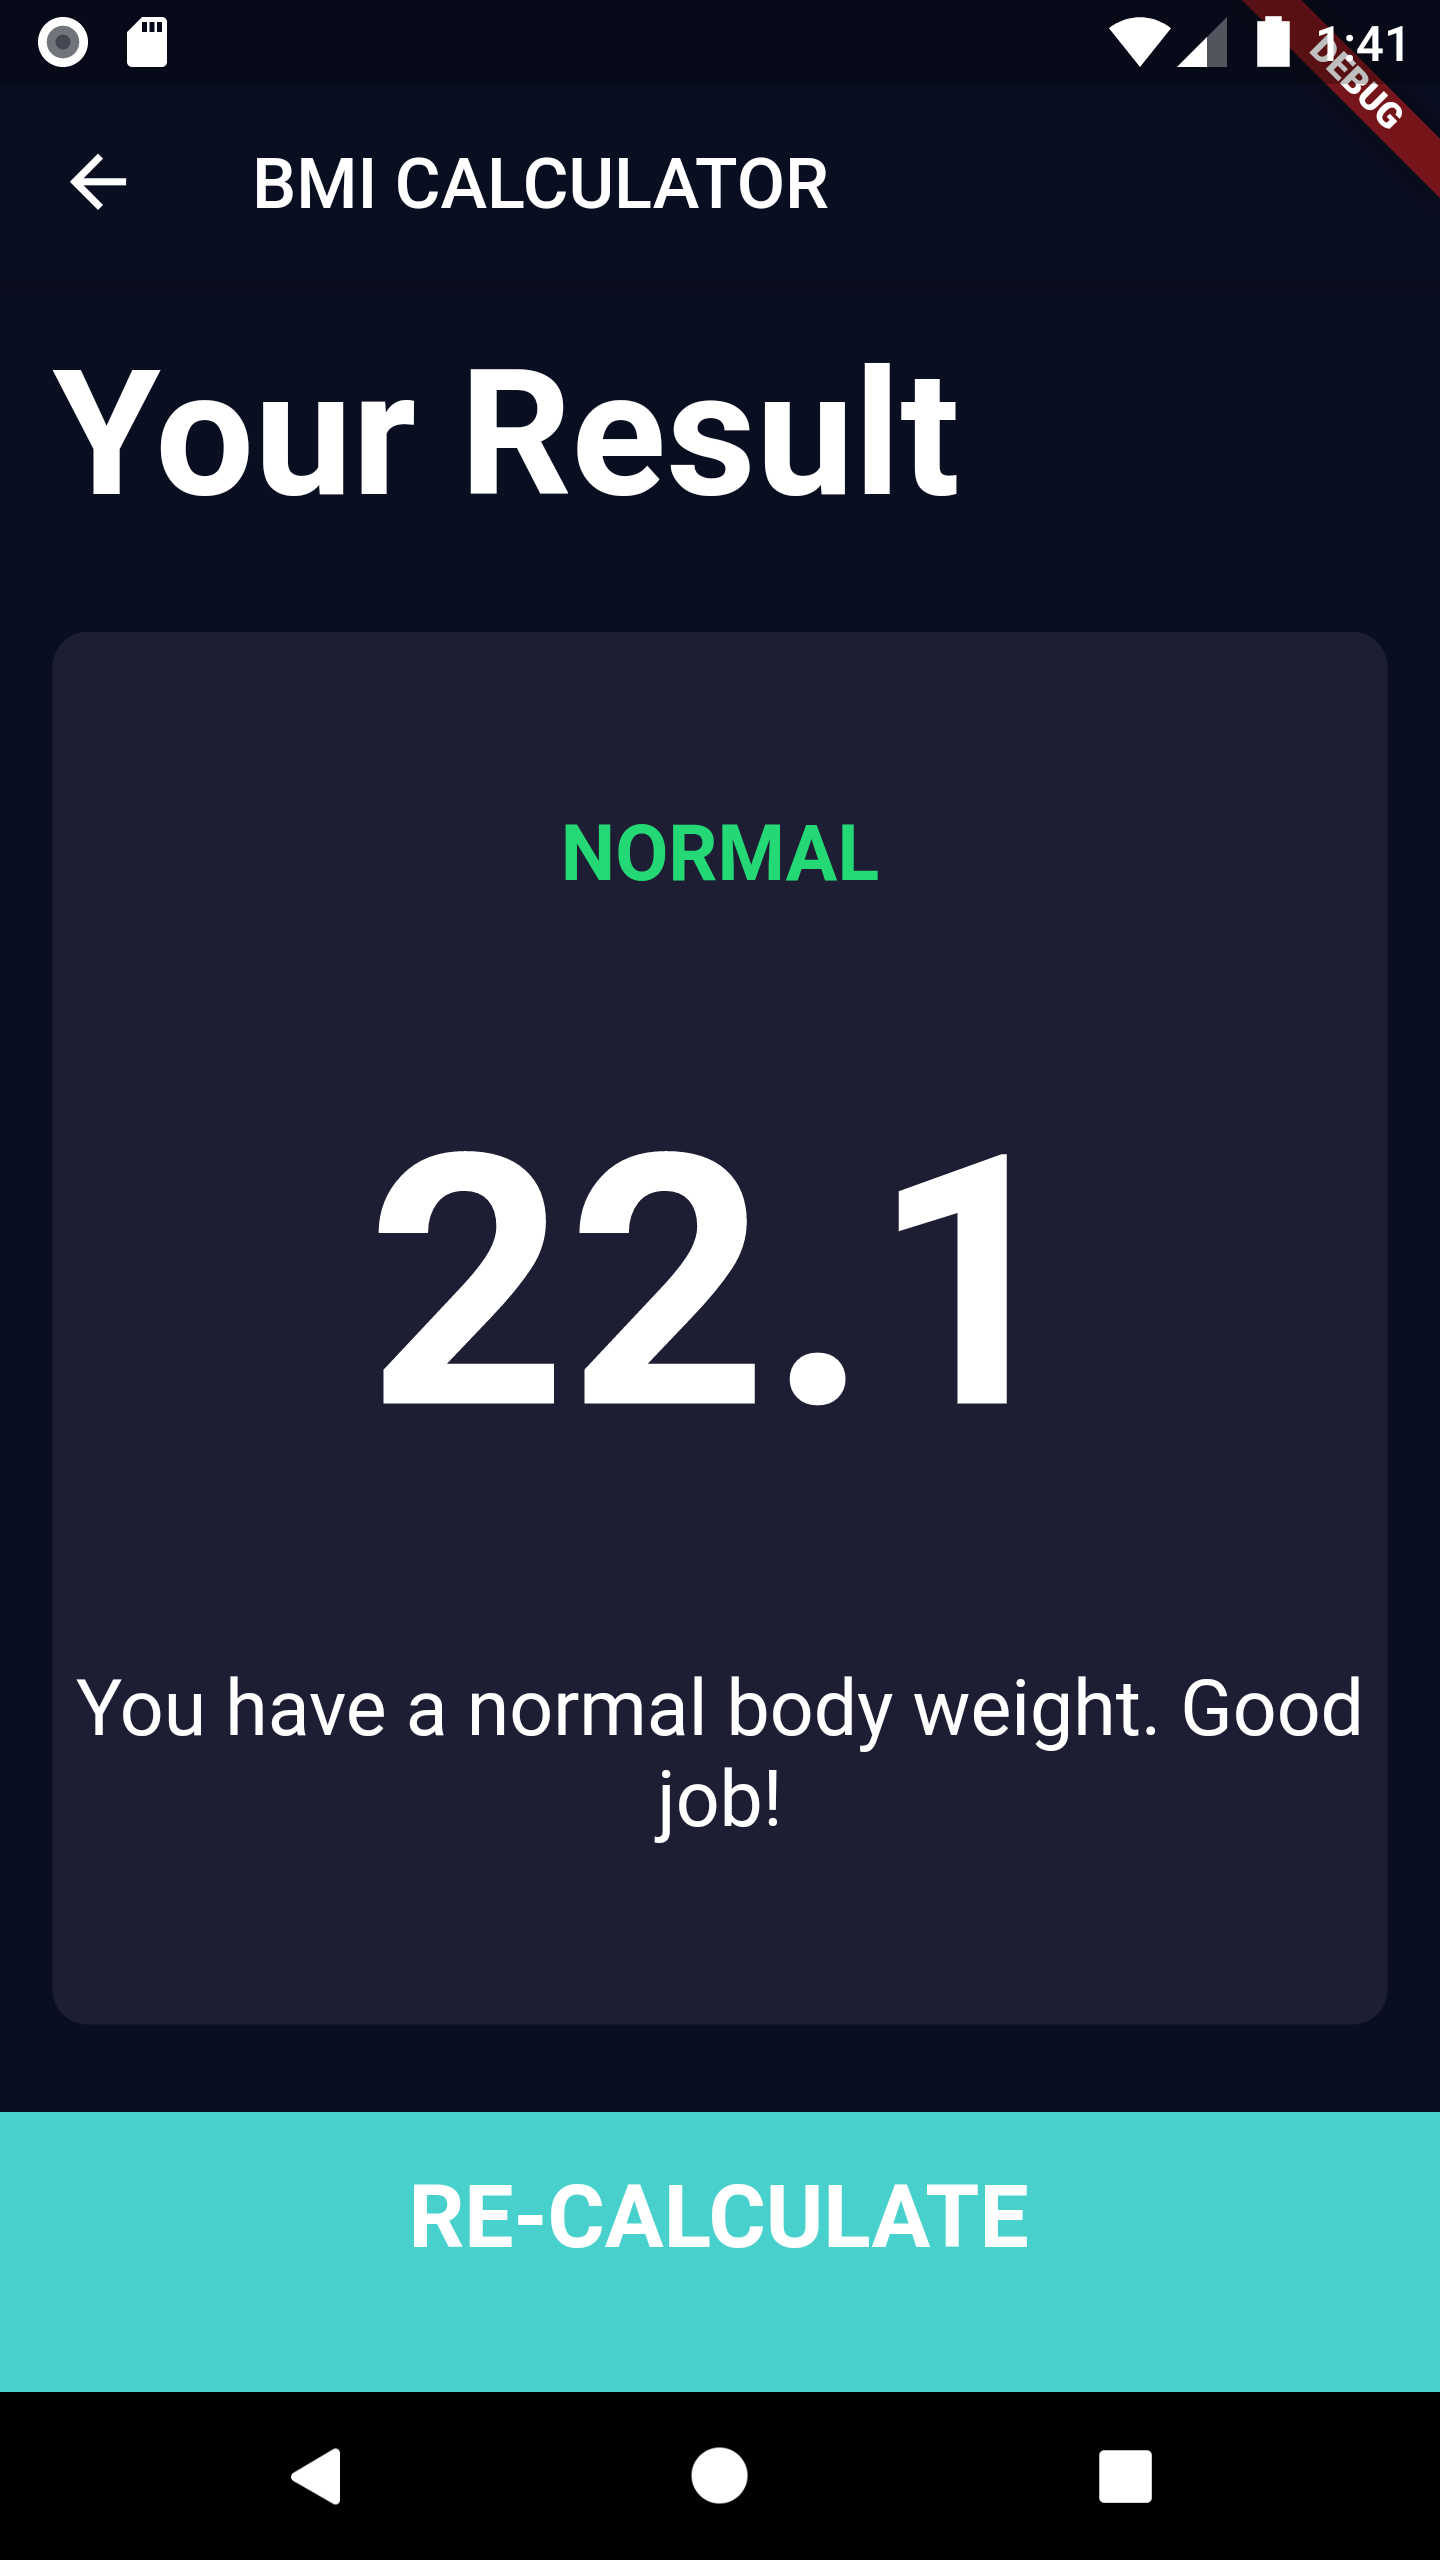 1:41
DEBUG
BMI CALCULATOR
Your Result
NORMAL
22.1
You have a normal body weight. Good
job!
RE-CALCULATE